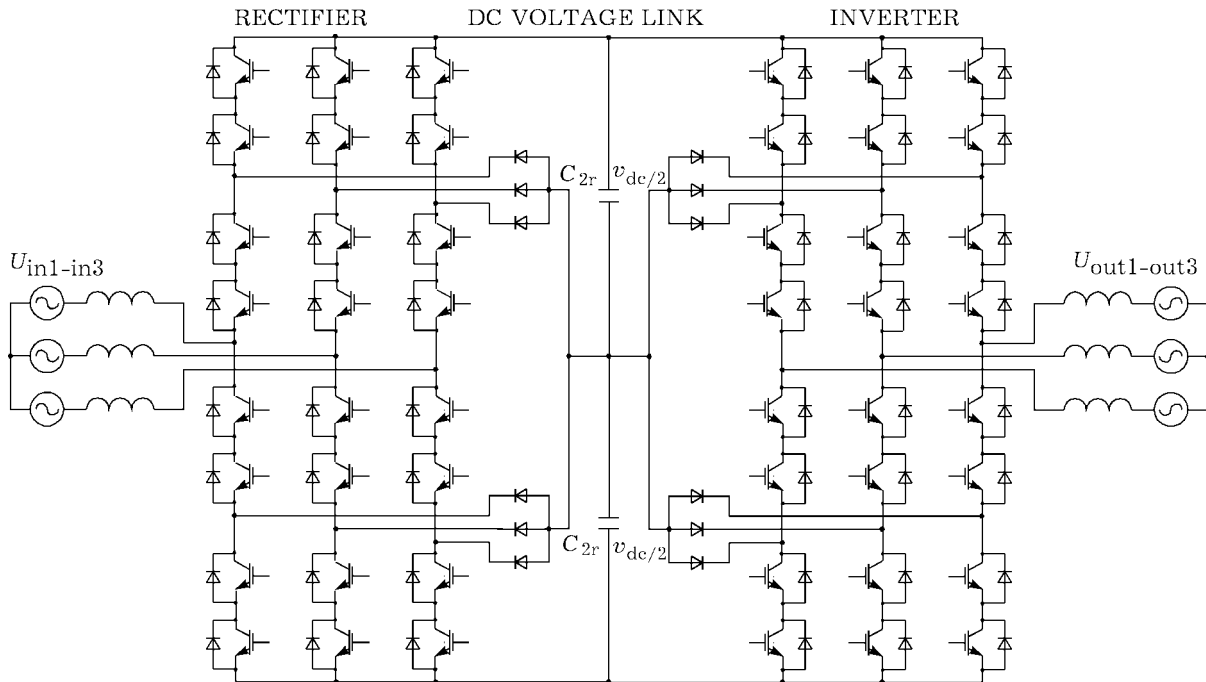 RECTIFIER
DC VOLTAGE LINK
INVERTER
C2r
vdc/2
Uin1-in3
Uout1-out3
C2r
vdc/2